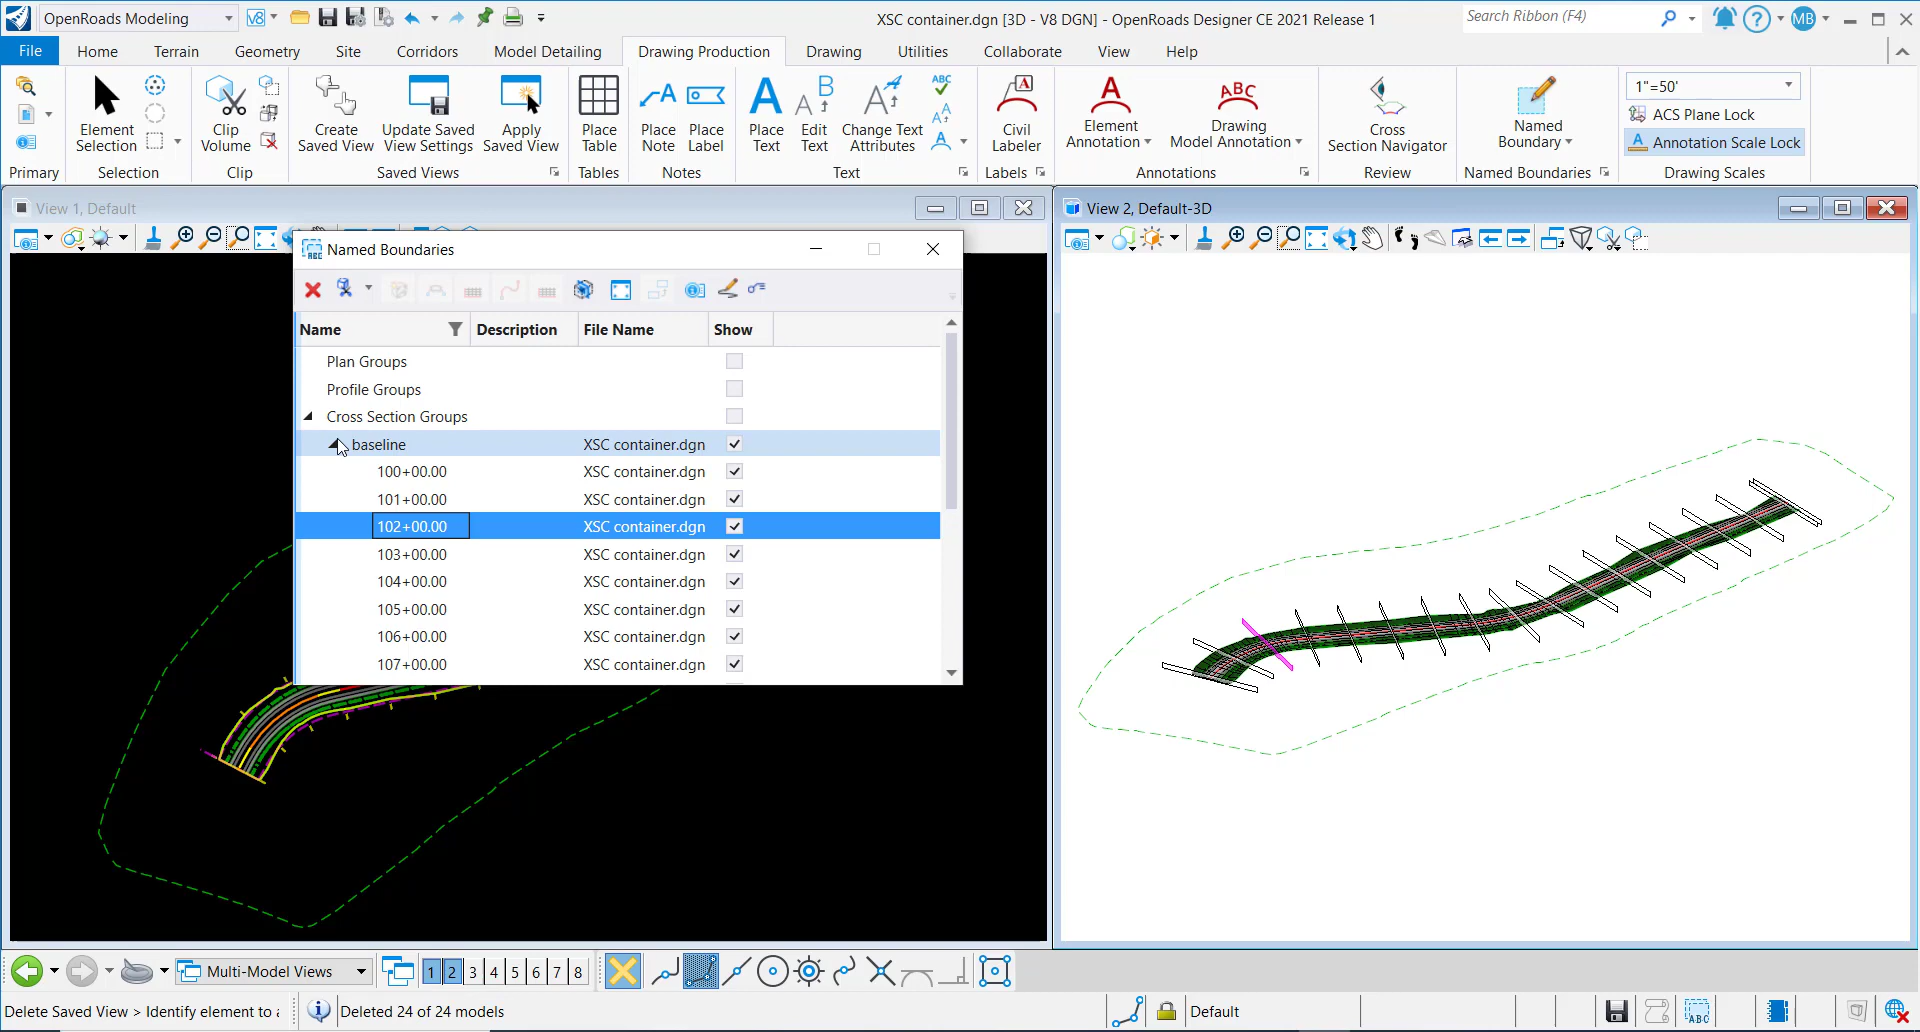 OpenRoads Modeling
V8
XSC container.dgn [3D - V8 DGN] - OpenRoads Designer CE 2021 Release 1
Search Ribbon (F4)
MB
File
Home
Terrain
Geometry
Site
Corridors
Model Detailing
Drawing Production
Drawing
Utilities
Collaborate
View
Help
Element
Selection
Clip
Volume
Create
Saved View
Update Saved
View Settings
Apply
Saved View
Place
Table
Place
Note
Place
Label
Place
Text
Edit
Text
Change Text
Attributes
ABC
Civil
Labeler
Element
Annotation
ABC
Drawing
Model Annotation
Cross
Section Navigator
Named
Boundary
1"=50'
ACS Plane Lock
Annotation Scale Lock
Primary
Selection
Clip
Saved Views
Tables
Notes
Text
Labels
Annotations
Review
Named Boundaries
Drawing Scales
View 1, Default
View 2, Default-3D
Named Boundaries
Name Description File Name Show
Plan Groups
Profile Groups
Cross Section Groups
baseline XSC container.dgn
100+00.00 XSC container.dgn
101+00.00 XSC container.dgn
102+00.00 XSC container.dgn
103+00.00 XSC container.dgn
104+00.00 XSC container.dgn
105+00.00 XSC container.dgn
106+00.00 XSC container.dgn
107+00.00 XSC container.dgn
Multi-Model Views
1 2 3 4 5 6 7 8
Delete Saved View > Identify element to
Deleted 24 of 24 models
Default
ABC